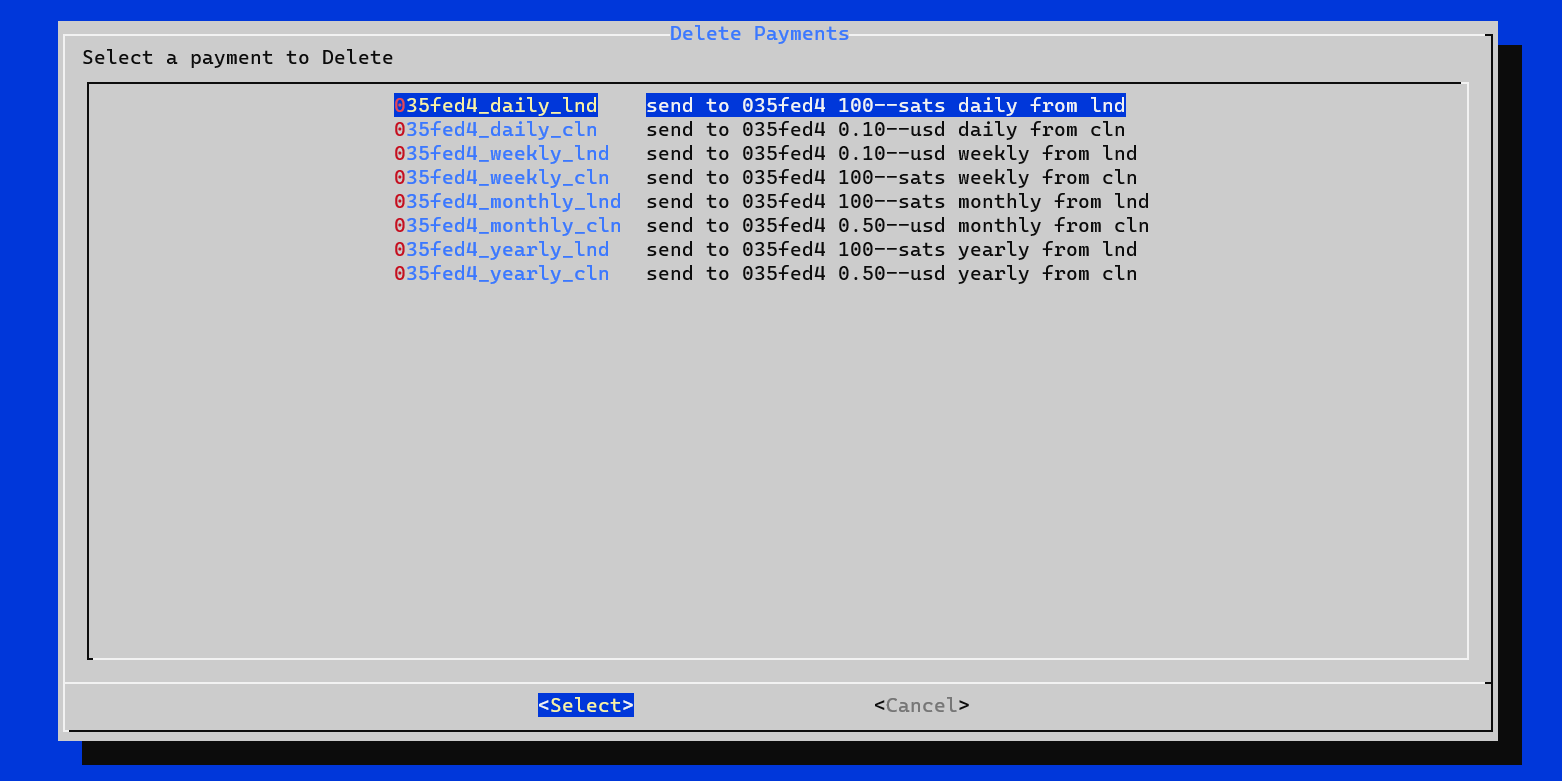 Delete Payments
Select a payment to Delete
035fed4_daily_lnd send to 035fed4 100--sats daily from lnd
035fed4_daily_cln send to 035fed4 0.10--usd daily from cln
035fed4_weekly_lnd send to 035fed4 0.10--usd weekly from lnd
035fed4_weekly_cln send to 035fed4 100--sats weekly from cln
035fed4_monthly_lnd send to 035fed4 100--sats monthly from lnd
035fed4_monthly_cln send to 035fed4 0.50--usd monthly from cln
035fed4_yearly_lnd send to 035fed4 100--sats yearly from lnd
035fed4_yearly_cln send to 035fed4 0.50--usd yearly from cln
<Select> <Cancel>